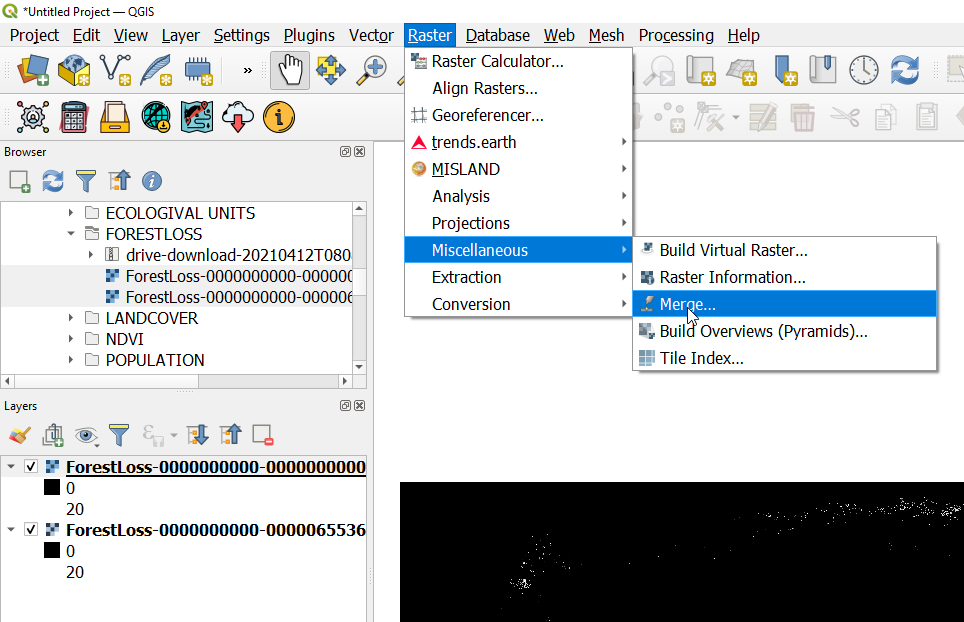 *Untitled Project — QGIS
Project Edit View Layer Settings Plugins Vector Raster Database Web Mesh Processing Help
»
Raster Calculator...
Align Rasters...
Georeferencer...
trends.earth
MISLAND
Analysis
Projections
Miscellaneous
Extraction
Conversion
Build Virtual Raster...
Raster Information...
Merge...
Build Overviews (Pyramids)...
Tile Index...
Browser
ECOLOGIVAL UNITS
FORESTLOSS
drive-download-20210412T080
ForestLoss-0000000000-000000
ForestLoss-0000000000-000006
LANDCOVER
NDVI
POPULATION
Layers
ForestLoss-0000000000-0000000000
0
20
ForestLoss-0000000000-0000065536
0
20